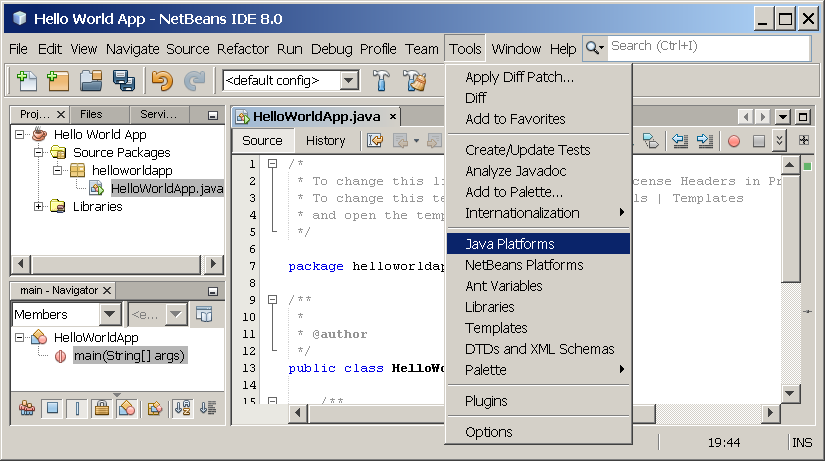 Hello World App - NetBeans IDE 8.0
File Edit View Navigate Source Refactor Run Debug Profile Team Tools Window Help
Search (Ctrl+I)
<default config>
Proj...
Files
Servi...
Hello World App
Source Packages
helloworldapp
HelloWorldApp.java
Libraries
main - Navigator
Members
<e...
HelloWorldApp
main(String[] args)
HelloWorldApp.java
Source
History
1 /*
2 * To change this li cense Headers in Pr
3 * To change this te ls | Templates
4 * and open the temp
5 */
6
7 package helloworldap
8
9 /**
10 *
11 * @author
12 */
13 public class HelloWo
14
15 /**
Apply Diff Patch...
Diff
Add to Favorites
Create/Update Tests
Analyze Javadoc
Add to Palette...
Internationalization
Java Platforms
NetBeans Platforms
Ant Variables
Libraries
Templates
DTDs and XML Schemas
Palette
Plugins
Options
19:44
INS